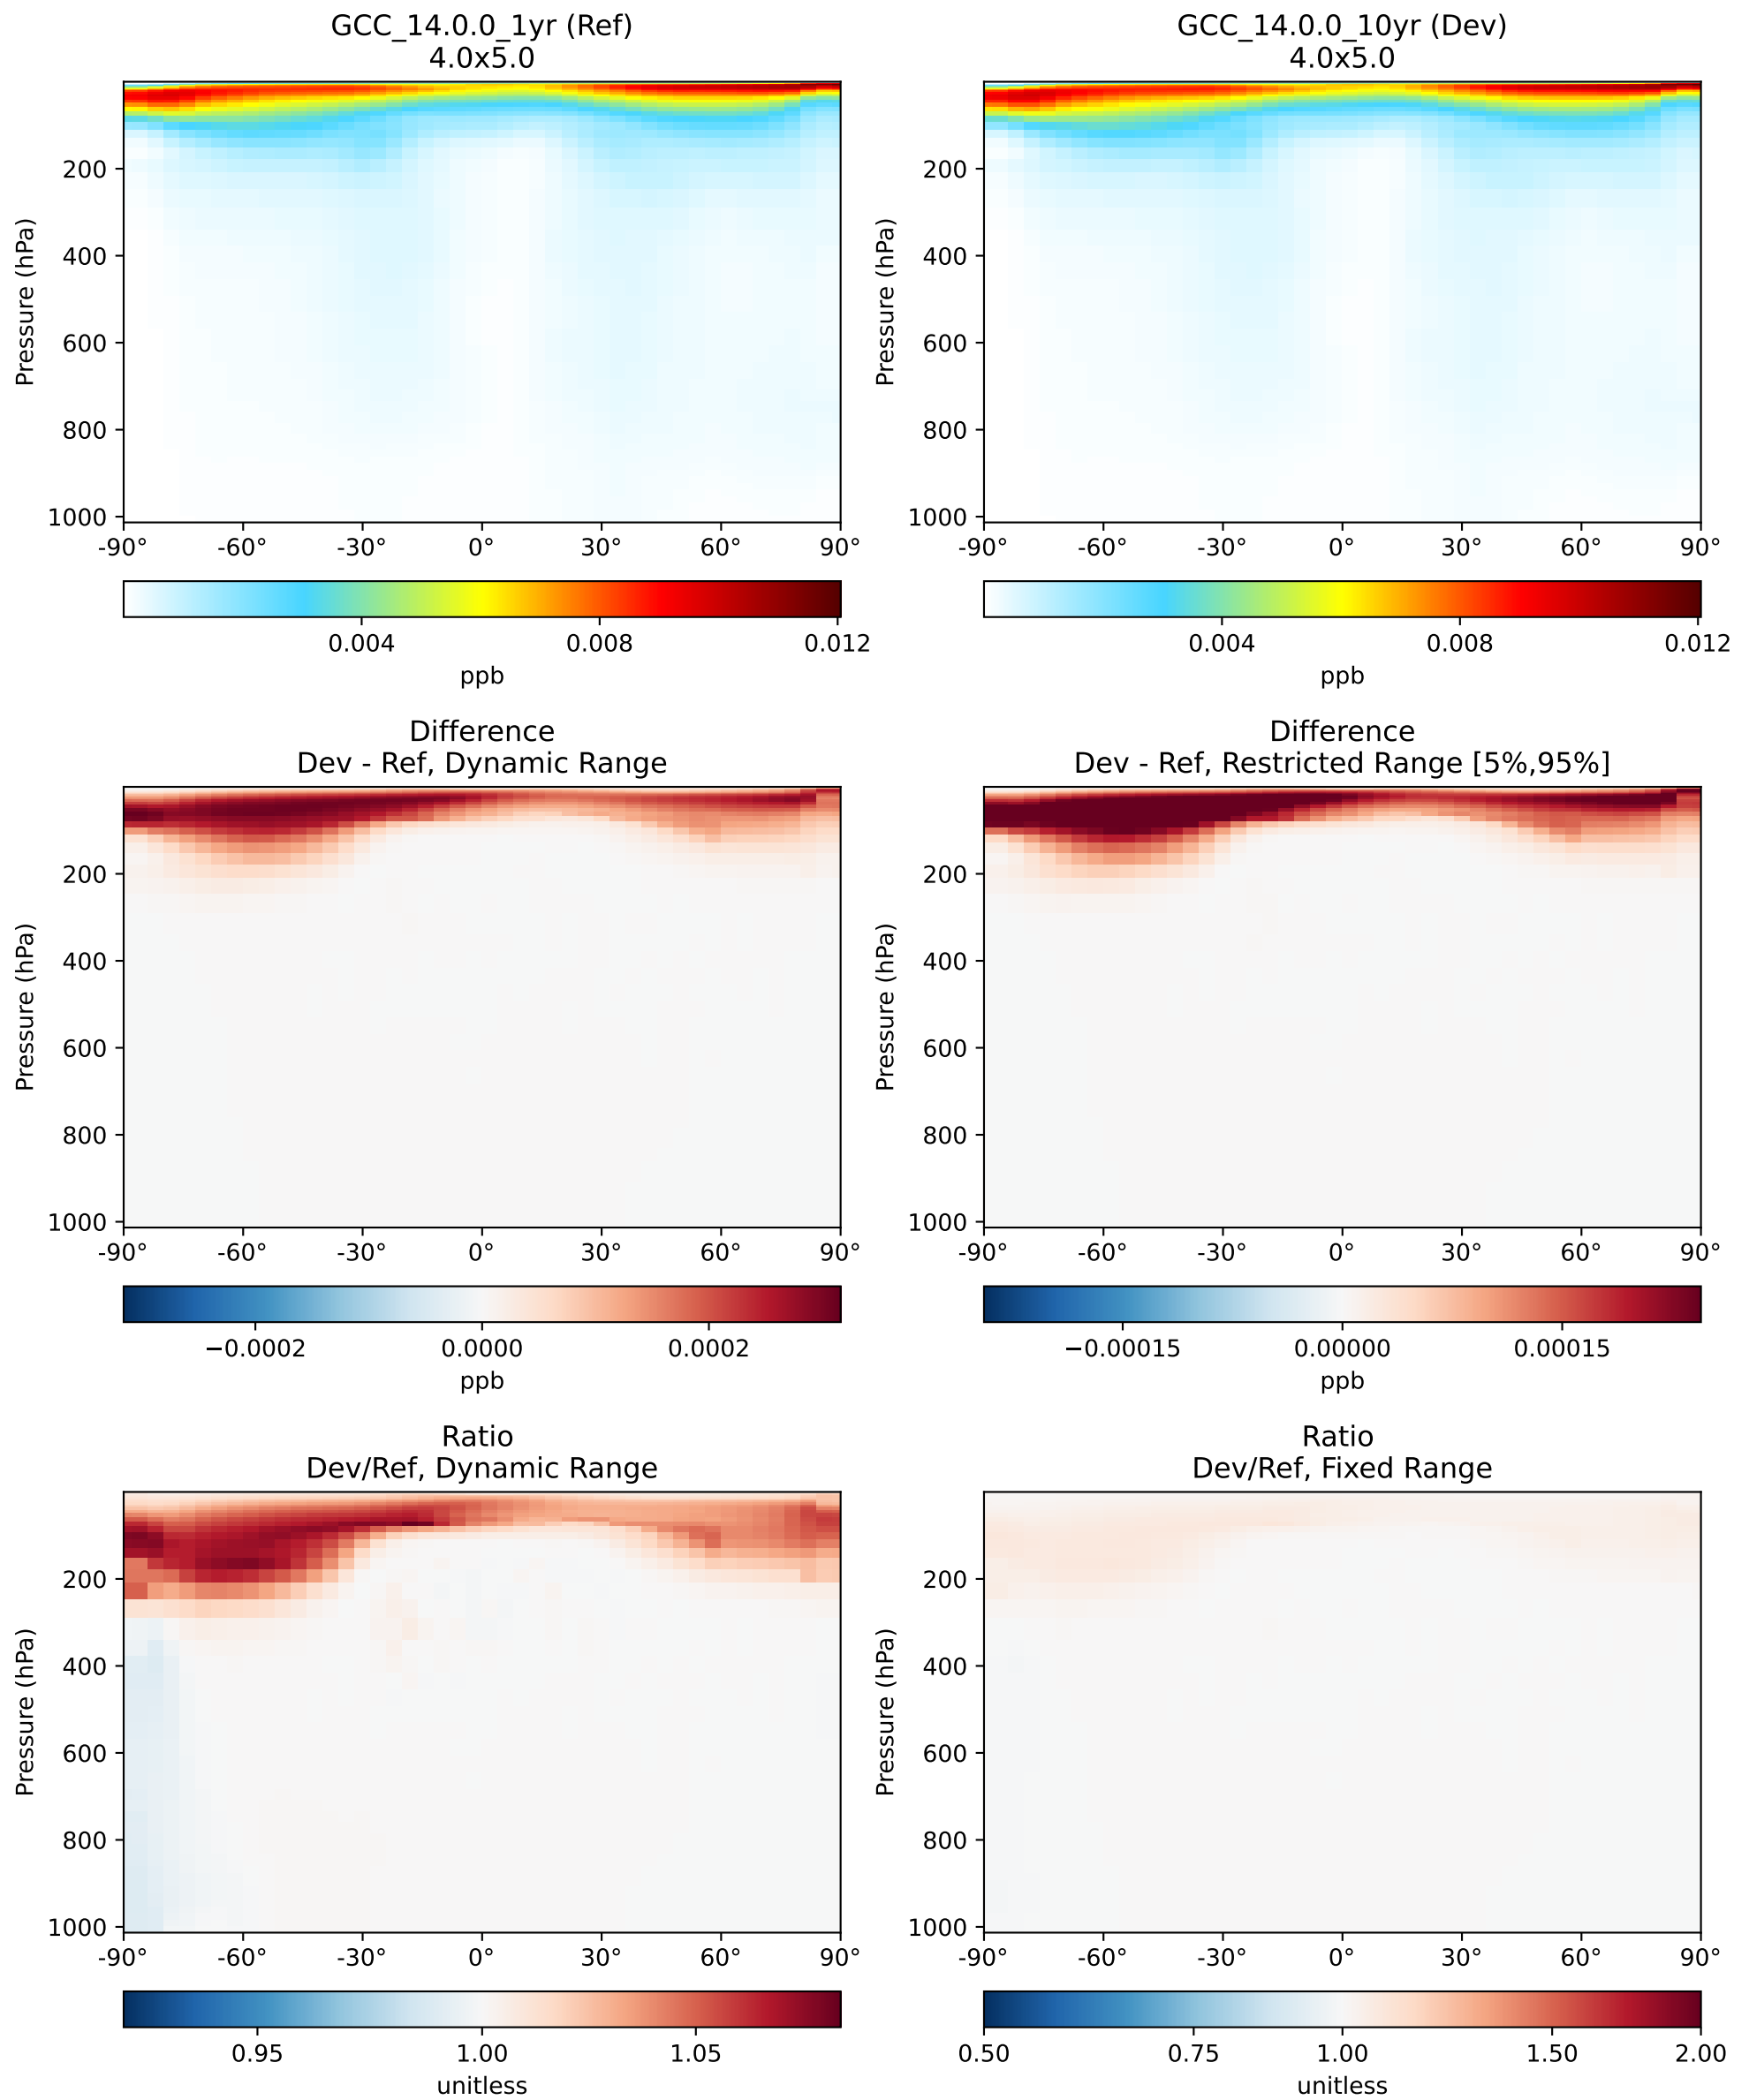 GCC_14.0.0_1yr (Ref)
4.0x5.0
Pressure (hPa)
200
400
600
800
1000
-90° -60° -30° 0° 30° 60° 90°
0.004 0.008 0.012
ppb
GCC_14.0.0_10yr (Dev)
4.0x5.0
Pressure (hPa)
200
400
600
800
1000
-90° -60° -30° 0° 30° 60° 90°
0.004 0.008 0.012
ppb
Difference
Dev - Ref, Dynamic Range
Pressure (hPa)
200
400
600
800
1000
-90° -60° -30° 0° 30° 60° 90°
−0.0002 0.0000 0.0002
ppb
Difference
Dev - Ref, Restricted Range [5%,95%]
Pressure (hPa)
200
400
600
800
1000
-90° -60° -30° 0° 30° 60° 90°
−0.00015 0.00000 0.00015
ppb
Ratio
Dev/Ref, Dynamic Range
Pressure (hPa)
200
400
600
800
1000
-90° -60° -30° 0° 30° 60° 90°
0.95 1.00 1.05
unitless
Ratio
Dev/Ref, Fixed Range
Pressure (hPa)
200
400
600
800
1000
-90° -60° -30° 0° 30° 60° 90°
0.50 0.75 1.00 1.50 2.00
unitless